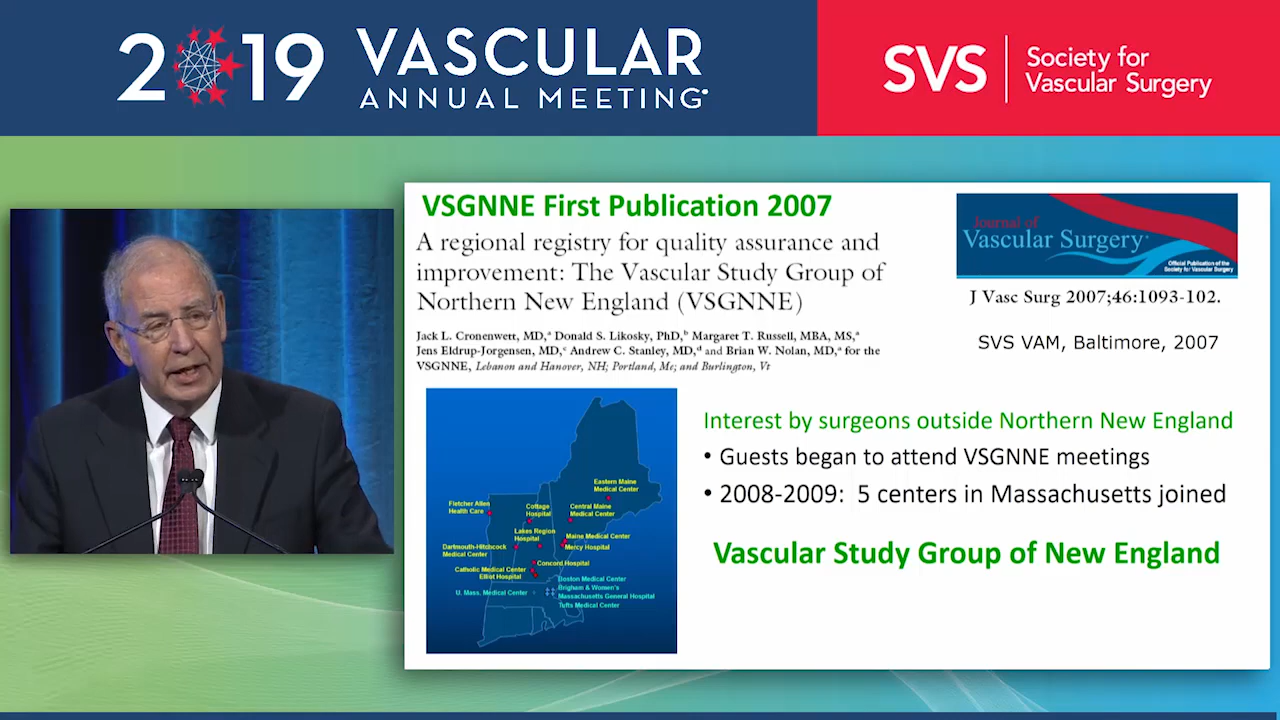 2019 VASCULAR
ANNUAL MEETING
SVS
Society for
Vascular Surgery
VSGNNE First Publication 2007
A regional registry for quality assurance and
improvement: The Vascular Study Group of
Northern New England (VSGNNE)
Jack L. Cronenwett, MD,ᵃ Donald S. Likosky, PhD,ᵇ Margaret T. Russell, MBA, MS,ᵃ
Jens Eldrup-Jorgensen, MD,ᶜ Andrew C. Stanley, MD,ᵈ and Brian W. Nolan, MD,ᵃ for the
VSGNNE, Lebanon and Hanover, NH; Portland, Me; and Burlington, Vt
Journal of
Vascular Surgery
Official Publication of the
Society for Vascular Surgery
J Vasc Surg 2007;46:1093-102.
SVS VAM, Baltimore, 2007
Eastern Maine
Medical Center
Fletcher Allen
Health Care
Cottage
Hospital
Central Maine
Medical Center
Lakes Region
Hospital
Maine Medical Center
Mercy Hospital
Dartmouth-Hitchcock
Medical Center
Concord Hospital
Catholic Medical Center
Elliot Hospital
U. Mass. Medical Center
Boston Medical Center
Brigham & Women's
Massachusetts General Hospital
Tufts Medical Center
Interest by surgeons outside Northern New England
• Guests began to attend VSGNNE meetings
• 2008-2009: 5 centers in Massachusetts joined
Vascular Study Group of New England